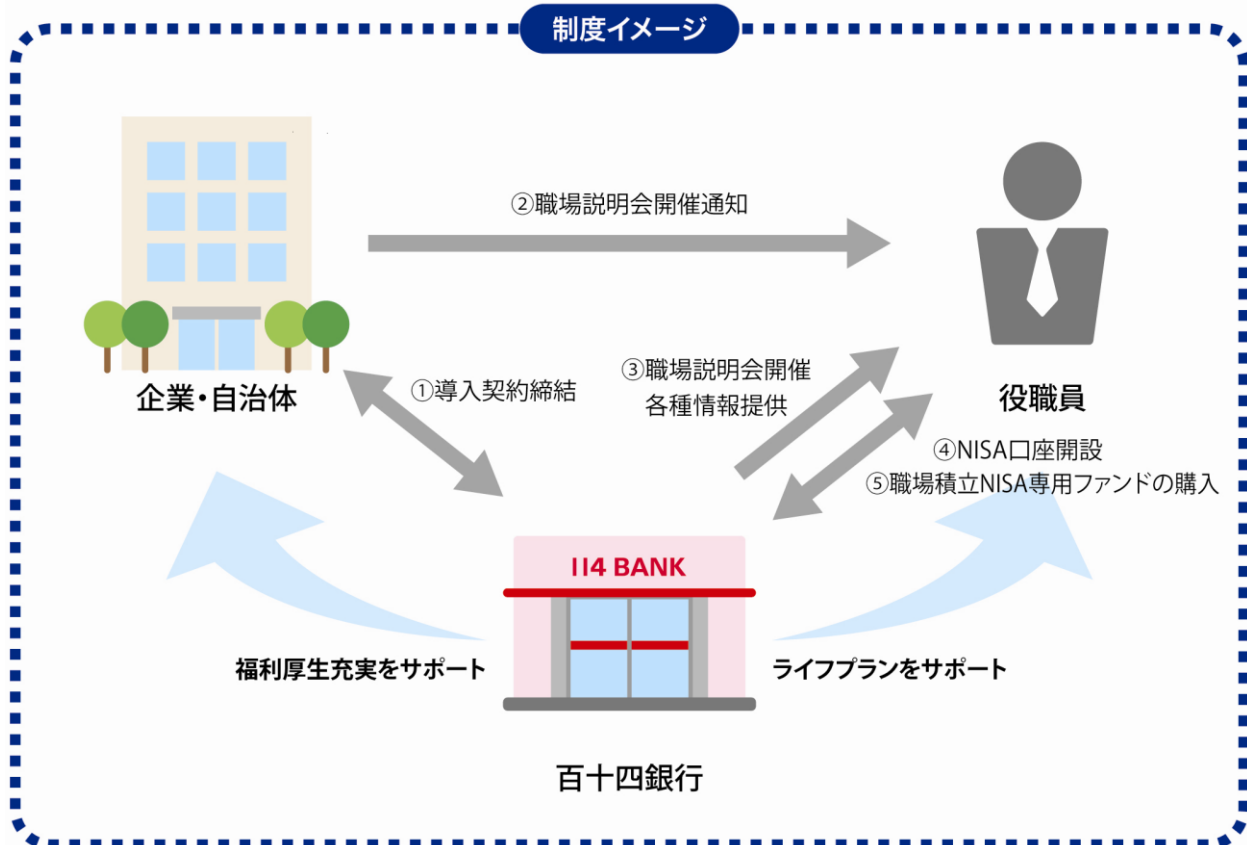 制度イメージ
②職場説明会開催通知
企業・自治体
①導入契約締結
③職場説明会開催
各種情報提供
役職員
④NISA口座開設
⑤職場積立NISA専用ファンドの購入
114 BANK
福利厚生充実をサポート
ライフプランをサポート
百十四銀行